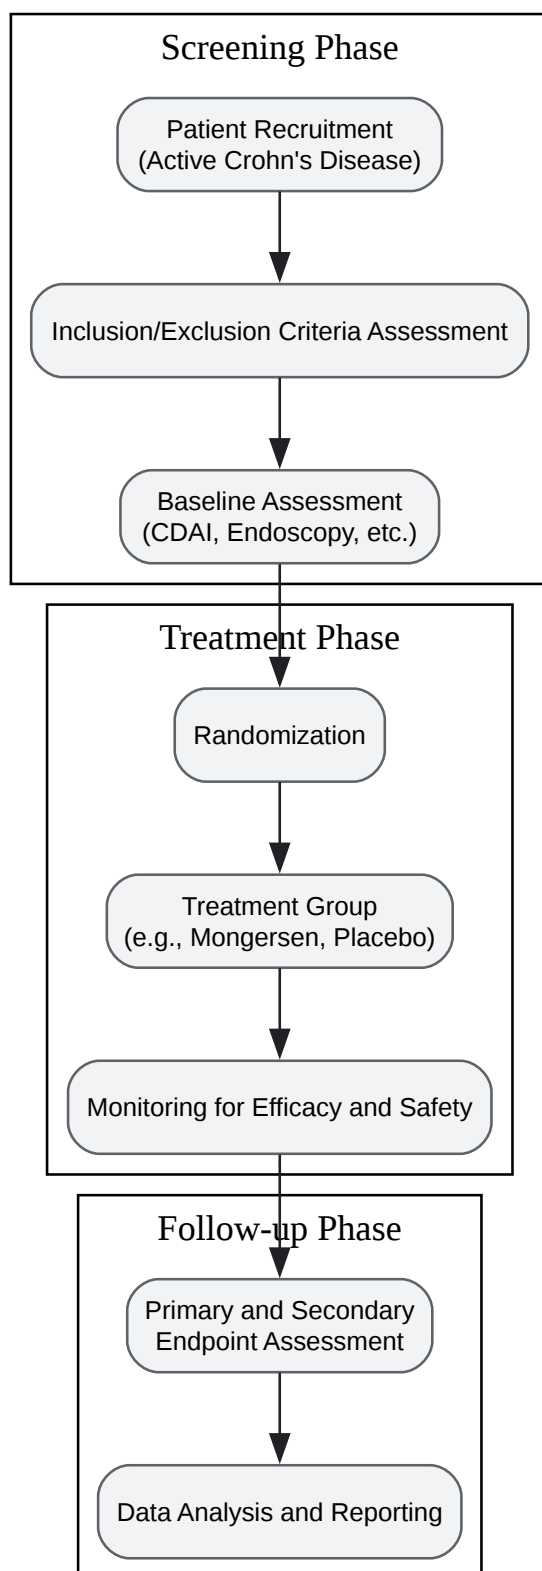 Screening Phase
Patient Recruitment
(Active Crohn's Disease)
Inclusion/Exclusion Criteria Assessment
Baseline Assessment
(CDAI, Endoscopy, etc.)
Treatment Phase
Randomization
Treatment Group
(e.g., Mongersen, Placebo)
Monitoring for Efficacy and Safety
Follow-up Phase
Primary and Secondary
Endpoint Assessment
Data Analysis and Reporting